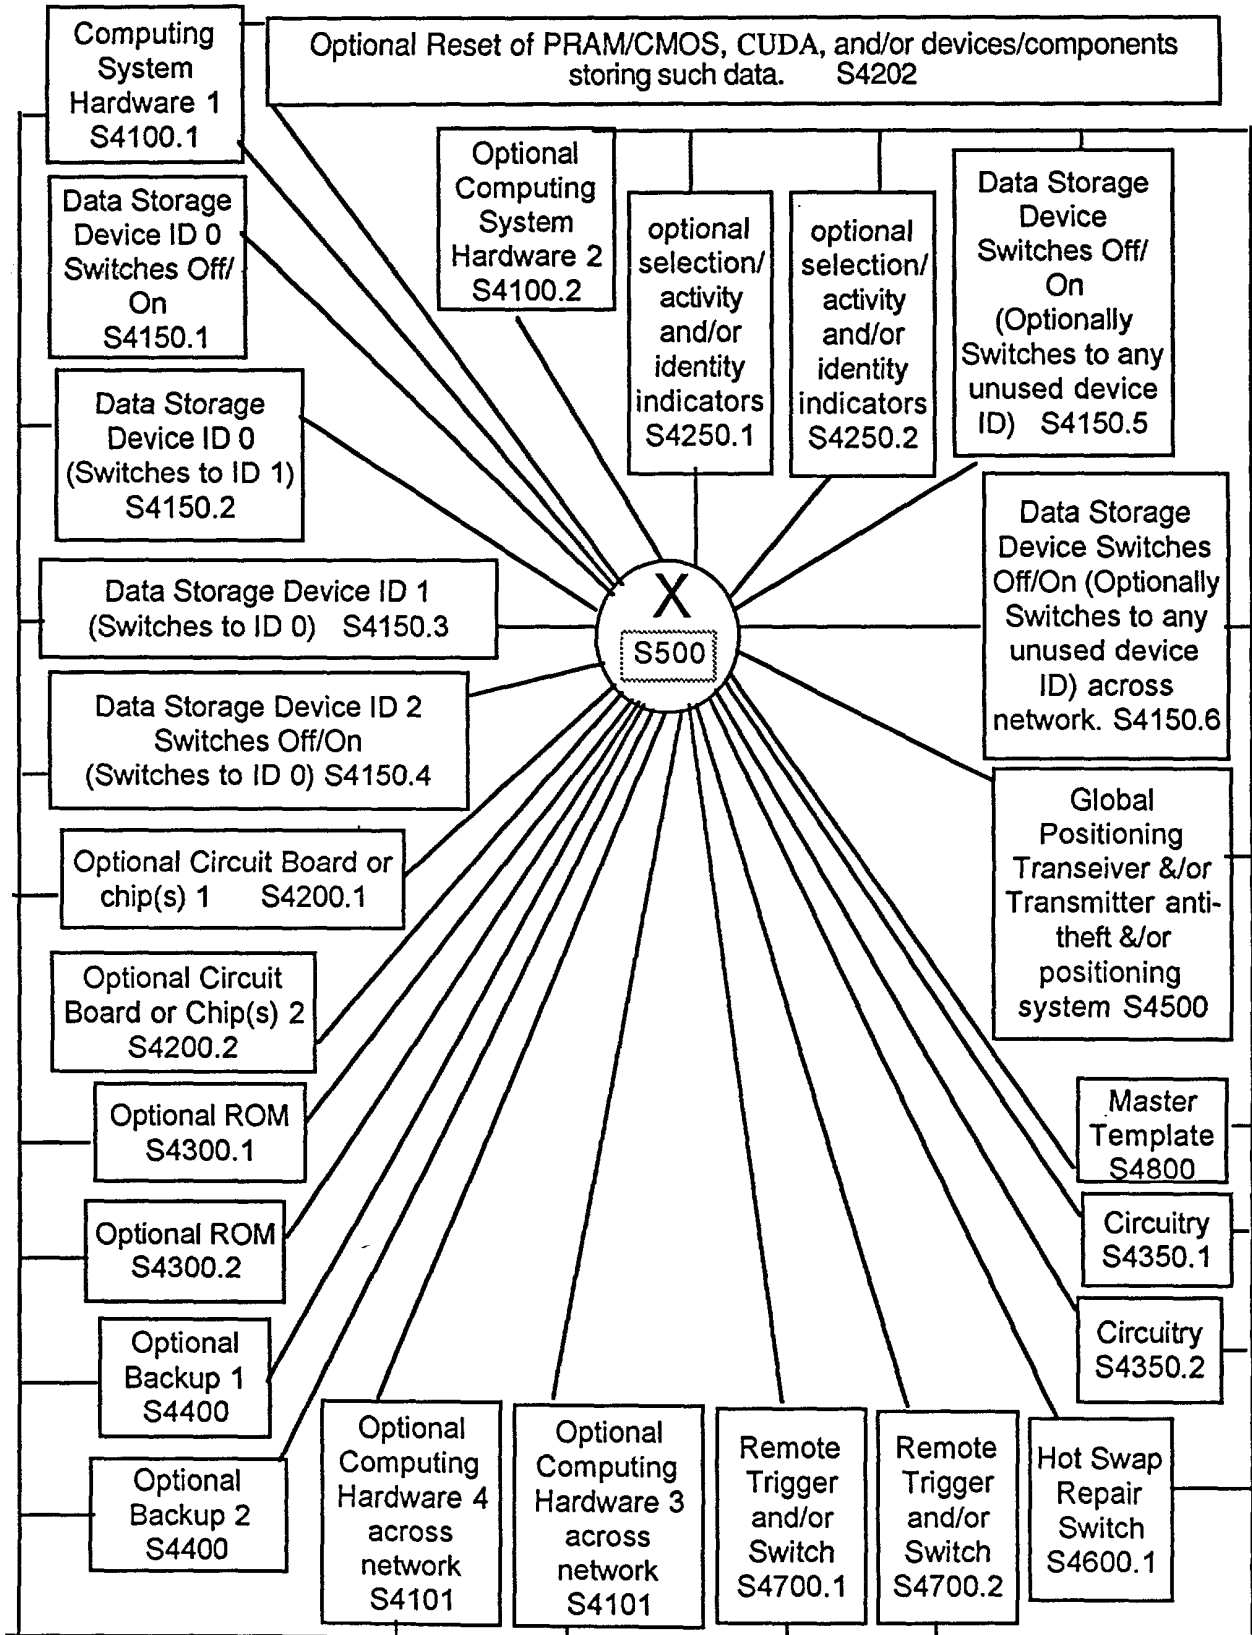 Computing
System
Hardware 1
S4100.1
Optional Reset of PRAM/CMOS, CUDA, and/or devices/components
storing such data. S4202
Data Storage
Device ID 0
Switches Off/
On
S4150.1
Optional
Computing
System
Hardware 2
S4100.2
optional
selection/
activity
and/or
identity
indicators
S4250.1
optional
selection/
activity
and/or
identity
indicators
S4250.2
Data Storage
Device
Switches Off/
On
(Optionally
Switches to any
unused device
ID) S4150.5
Data Storage
Device ID 0
(Switches to ID 1)
S4150.2
Data Storage
Device Switches
Off/On (Optionally
Switches to any
unused device
ID) across
network. S4150.6
Data Storage Device ID 1
(Switches to ID 0) S4150.3
X
S500
Data Storage Device ID 2
Switches Off/On
(Switches to ID 0) S4150.4
Global
Positioning
Transeiver &/or
Transmitter anti-
theft &/or
positioning
system S4500
Optional Circuit Board or
chip(s) 1 S4200.1
Optional Circuit
Board or Chip(s) 2
S4200.2
Optional ROM
S4300.1
Master
Template
S4800
Optional ROM
S4300.2
Circuitry
S4350.1
Optional
Backup 1
S4400
Circuitry
S4350.2
Optional
Backup 2
S4400
Optional
Computing
Hardware 4
across
network
S4101
Optional
Computing
Hardware 3
across
network
S4101
Remote
Trigger
and/or
Switch
S4700.1
Remote
Trigger
and/or
Switch
S4700.2
Hot Swap
Repair
Switch
S4600.1